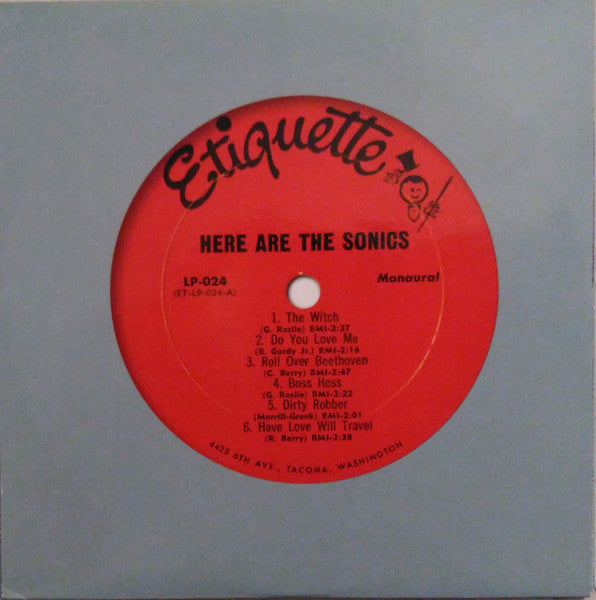 Etiquette
HERE ARE THE SONICS
LP-024
Monaural
(ET-LP-024-A)
1. The Witch
(G. Roslie) BMI-2:37
2. Do You Love Me
(B. Gordy Jr.) BMI-2:16
3. Roll Over Beethoven
(C. Berry) BMI-2:47
4. Boss Hoss
(G. Roslie) BMI-2:22
5. Dirty Robber
(Morrill-Greek) BMI-2:01
6. Have Love Will Travel
(R. Berry) BMI-2:38
4425 6TH AVE., TACOMA, WASHINGTON